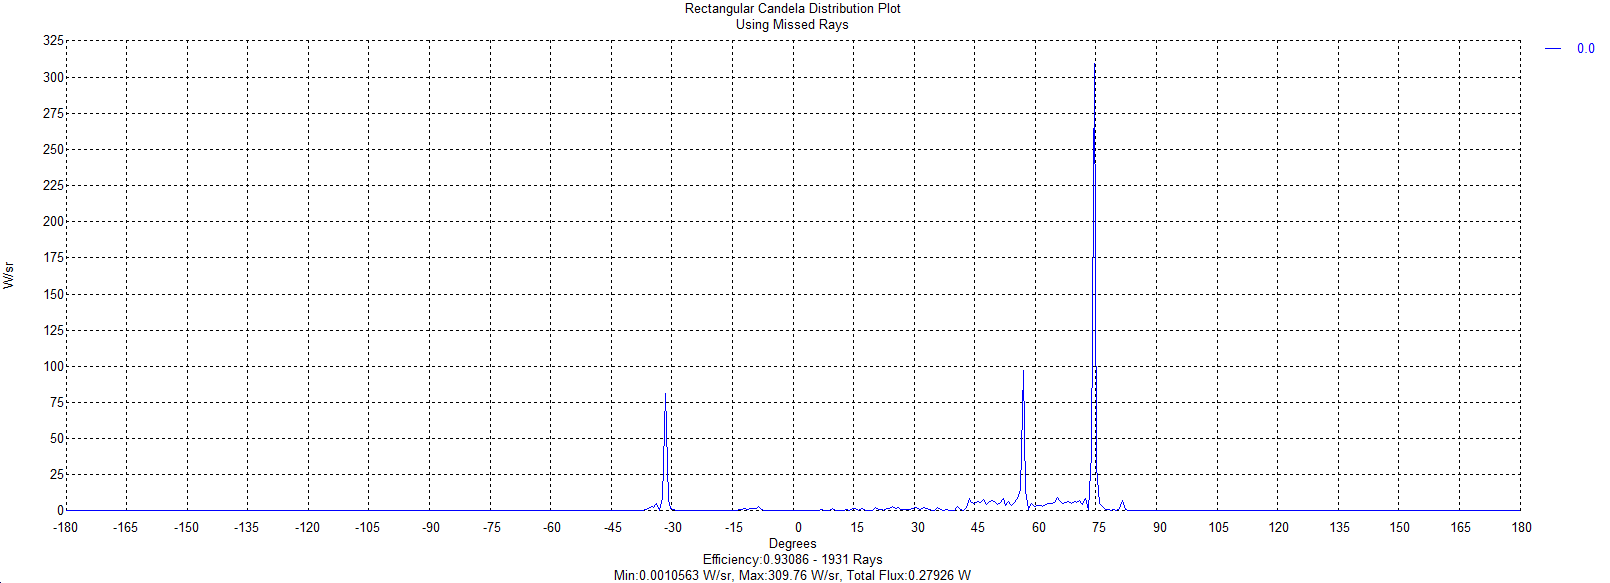 Rectangular Candela Distribution Plot
Using Missed Rays
325
300
275
250
225
200
175
150
125
100
75
50
25
0
W/sr
0.0
-180 -165 -150 -135 -120 -105 -90 -75 -60 -45 -30 -15 0 15 30 45 60 75 90 105 120 135 150 165 180
Degrees
Efficiency:0.93086 - 1931 Rays
Min:0.0010563 W/sr, Max:309.76 W/sr, Total Flux:0.27926 W